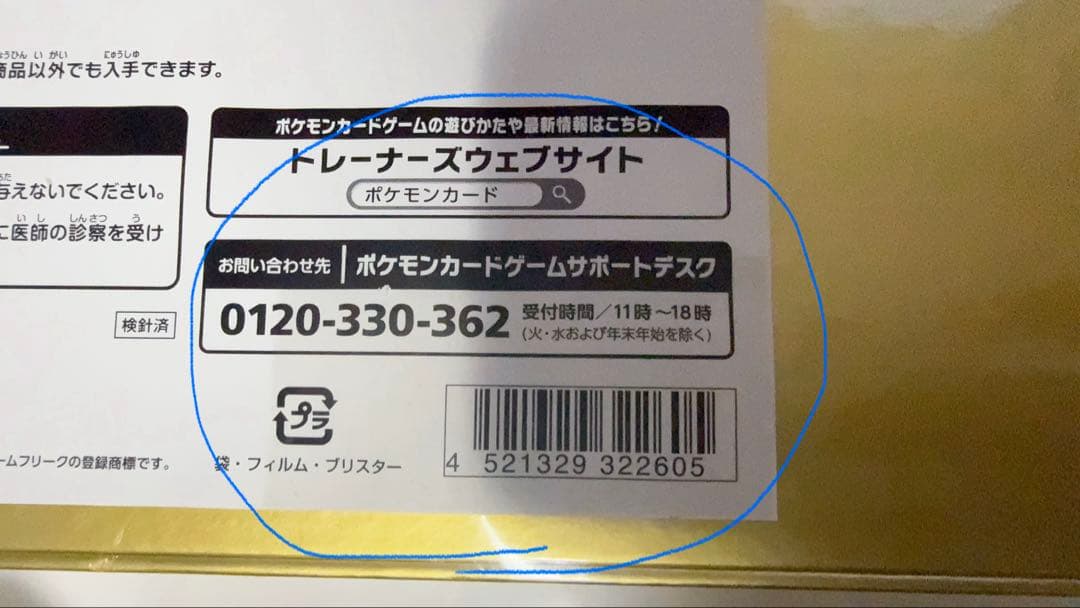 商品以外でも入手できます。
ポケモンカードゲームの遊びかたや最新情報はこちら!
トレーナーズウェブサイト
ポケモンカード
与えないでください。
に医師の診察を受け
お問い合わせ先
ポケモンカードゲームサポートデスク
0120-330-362
受付時間/11時~18時
(火・水および年末年始を除く)
検針済
プラ
袋・フィルム・ブリスター
ームフリークの登録商標です。
4 521329 322605